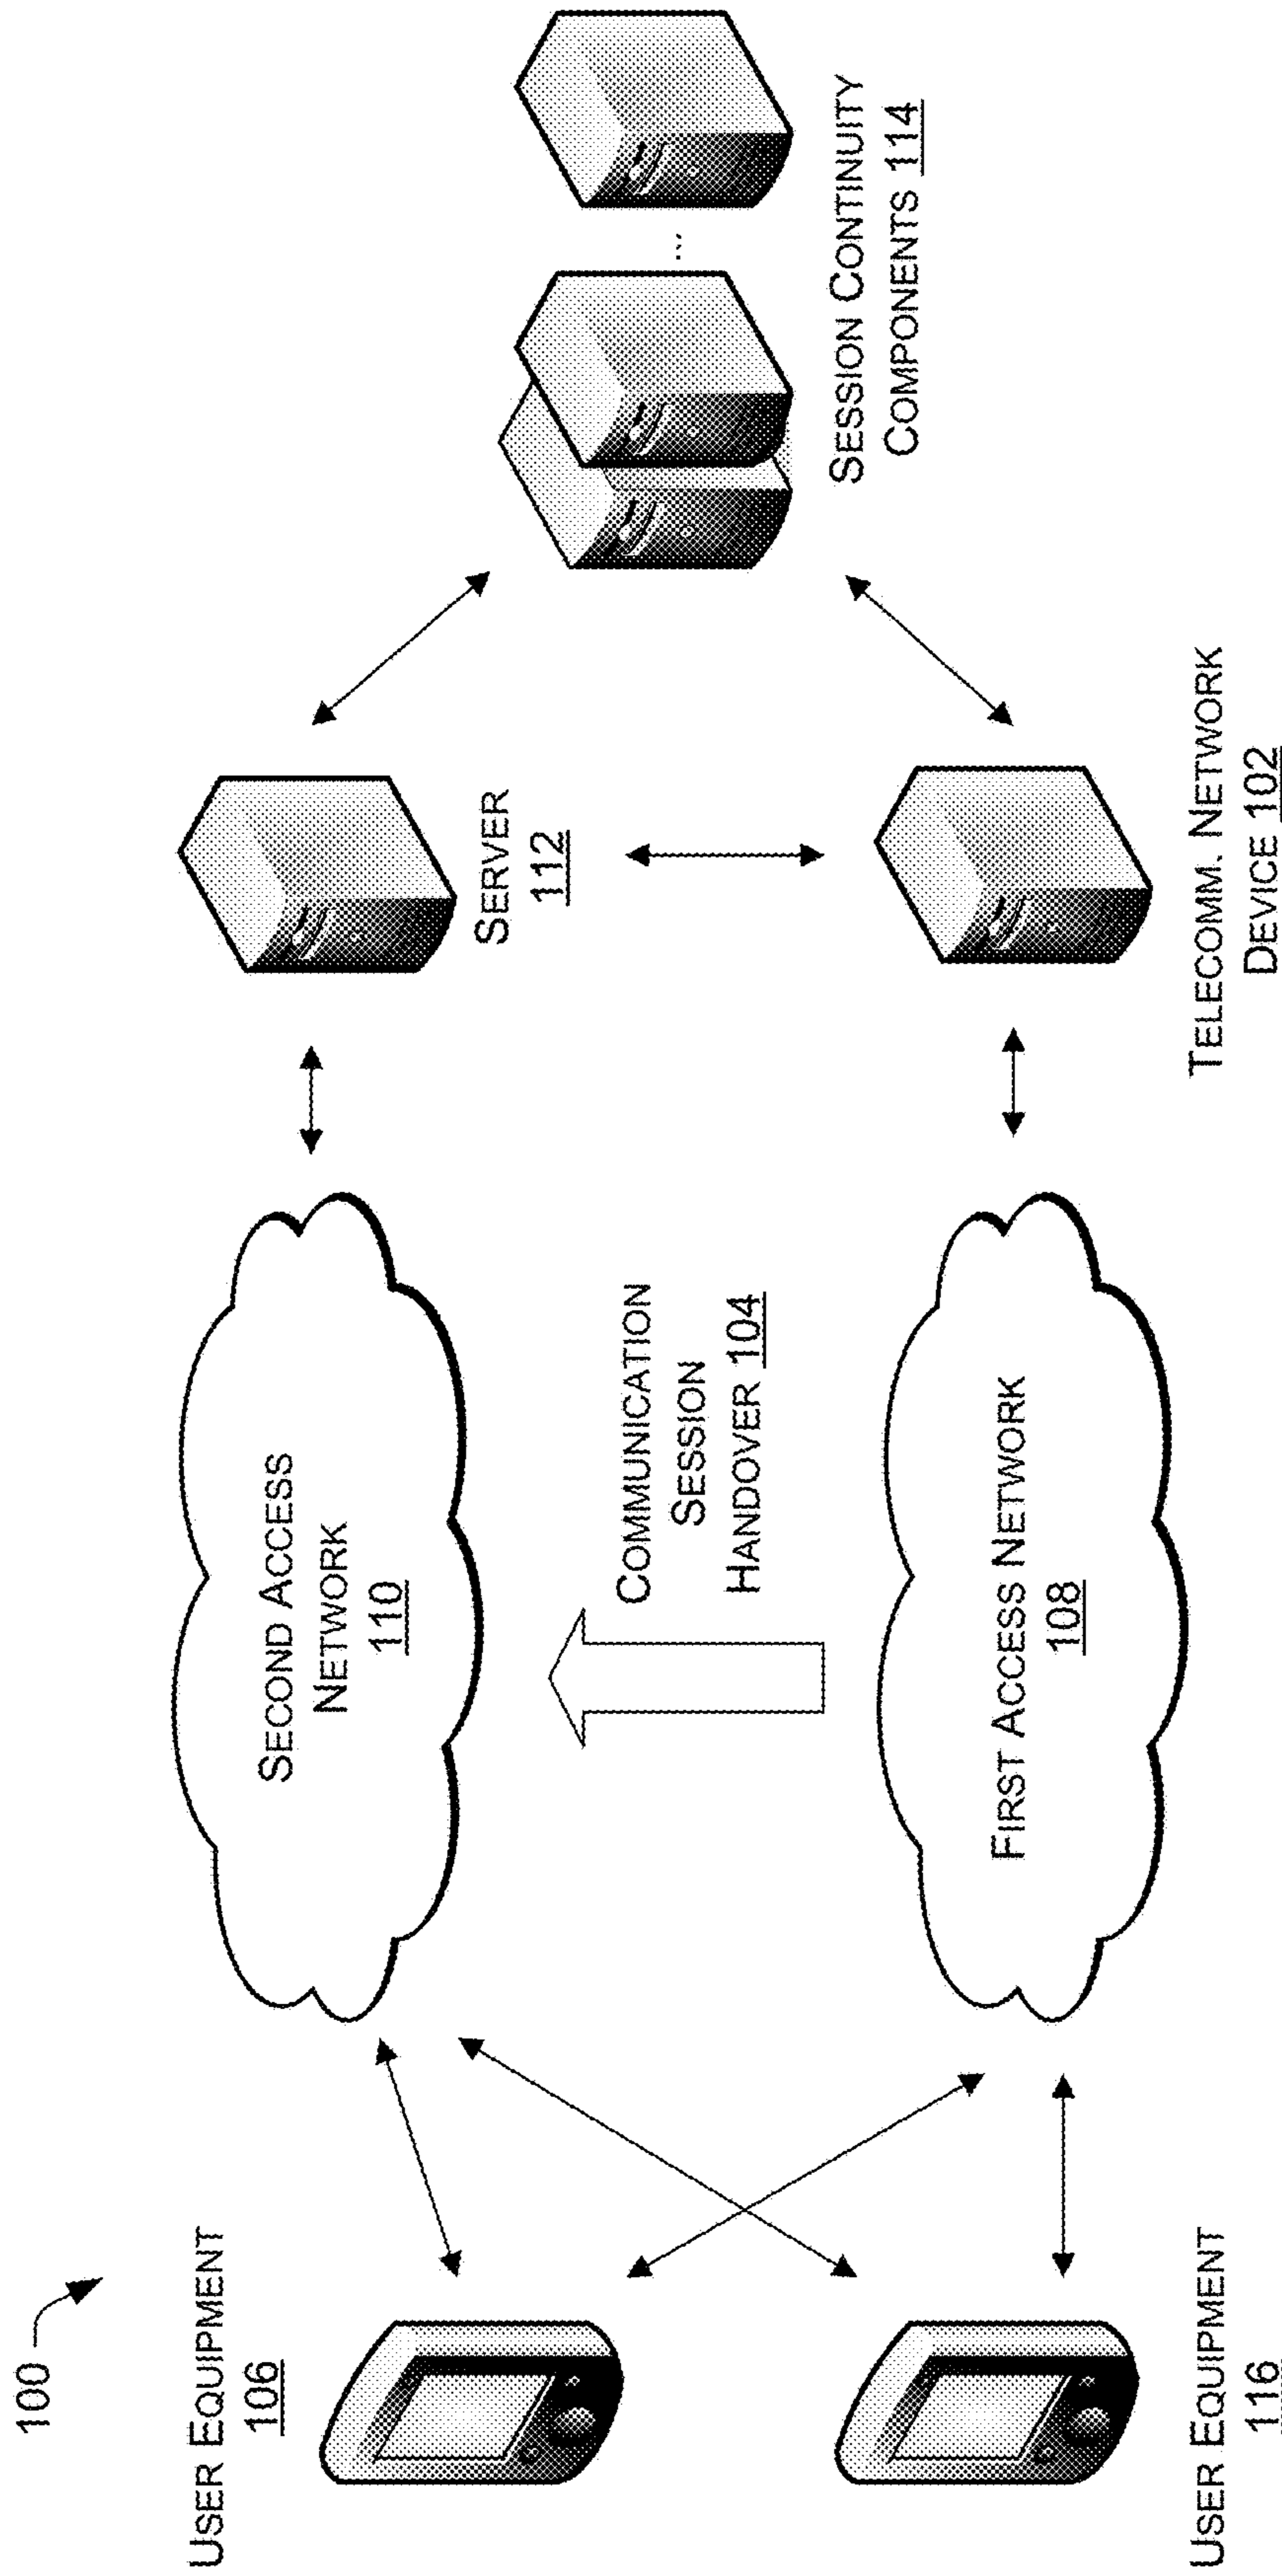 100
USER EQUIPMENT
106
SECOND ACCESS
NETWORK
110
SERVER
112
SESSION CONTINUITY
COMPONENTS 114
...
COMMUNICATION
SESSION
HANDOVER 104
USER EQUIPMENT
116
FIRST ACCESS NETWORK
108
TELECOMM. NETWORK
DEVICE 102